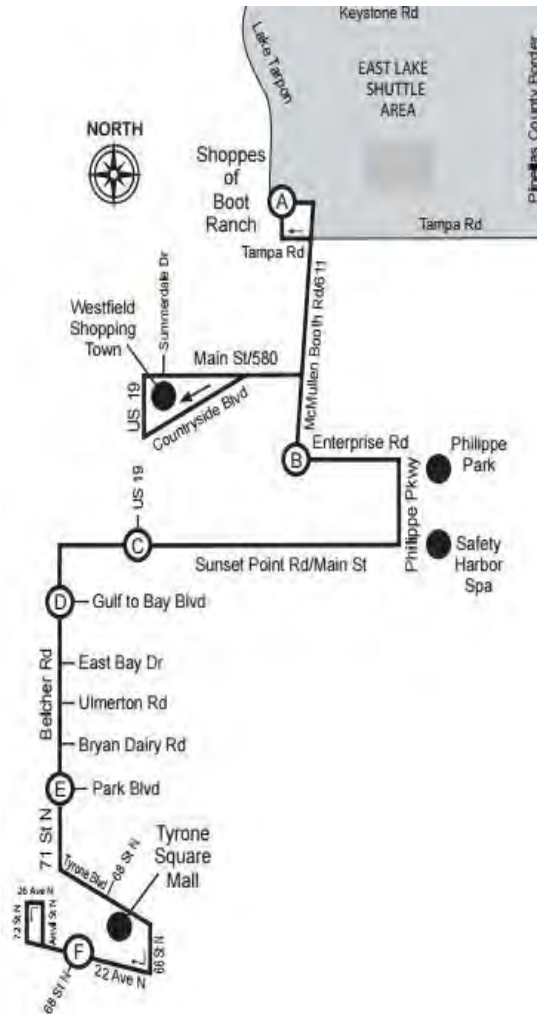 Keystone Rd
Lake Tarpon
EAST LAKE
SHUTTLE
AREA
Pinellas County Border
NORTH
Shoppes
of
Boot
Ranch
A
Tampa Rd
Tampa Rd
Summerdale Dr
McMullen Booth Rd/611
Westfield
Shopping
Town
Main St/580
US 19
Countryside Blvd
B
Enterprise Rd
Philippe
Park
Philippe Pkwy
US 19
C
Sunset Point Rd/Main St
Safety
Harbor
Spa
D
Gulf to Bay Blvd
Belcher Rd
East Bay Dr
Ulmerton Rd
Bryan Dairy Rd
E
Park Blvd
71 St N
Tyrone
Square
Mall
Tyrone Blvd
68 St N
26 Ave N
72 St N
Anvil St N
F
22 Ave N
66 St N
68 St N